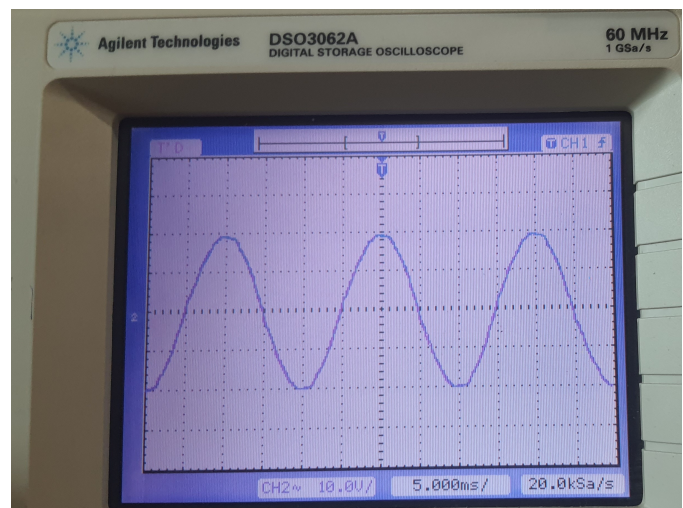 Agilent Technologies
DSO3062A
DIGITAL STORAGE OSCILLOSCOPE
60 MHz
1 GSa/s
T'D
T
T CH1
T
2
CH2~ 10.0V/
5.000ms/
20.0kSa/s